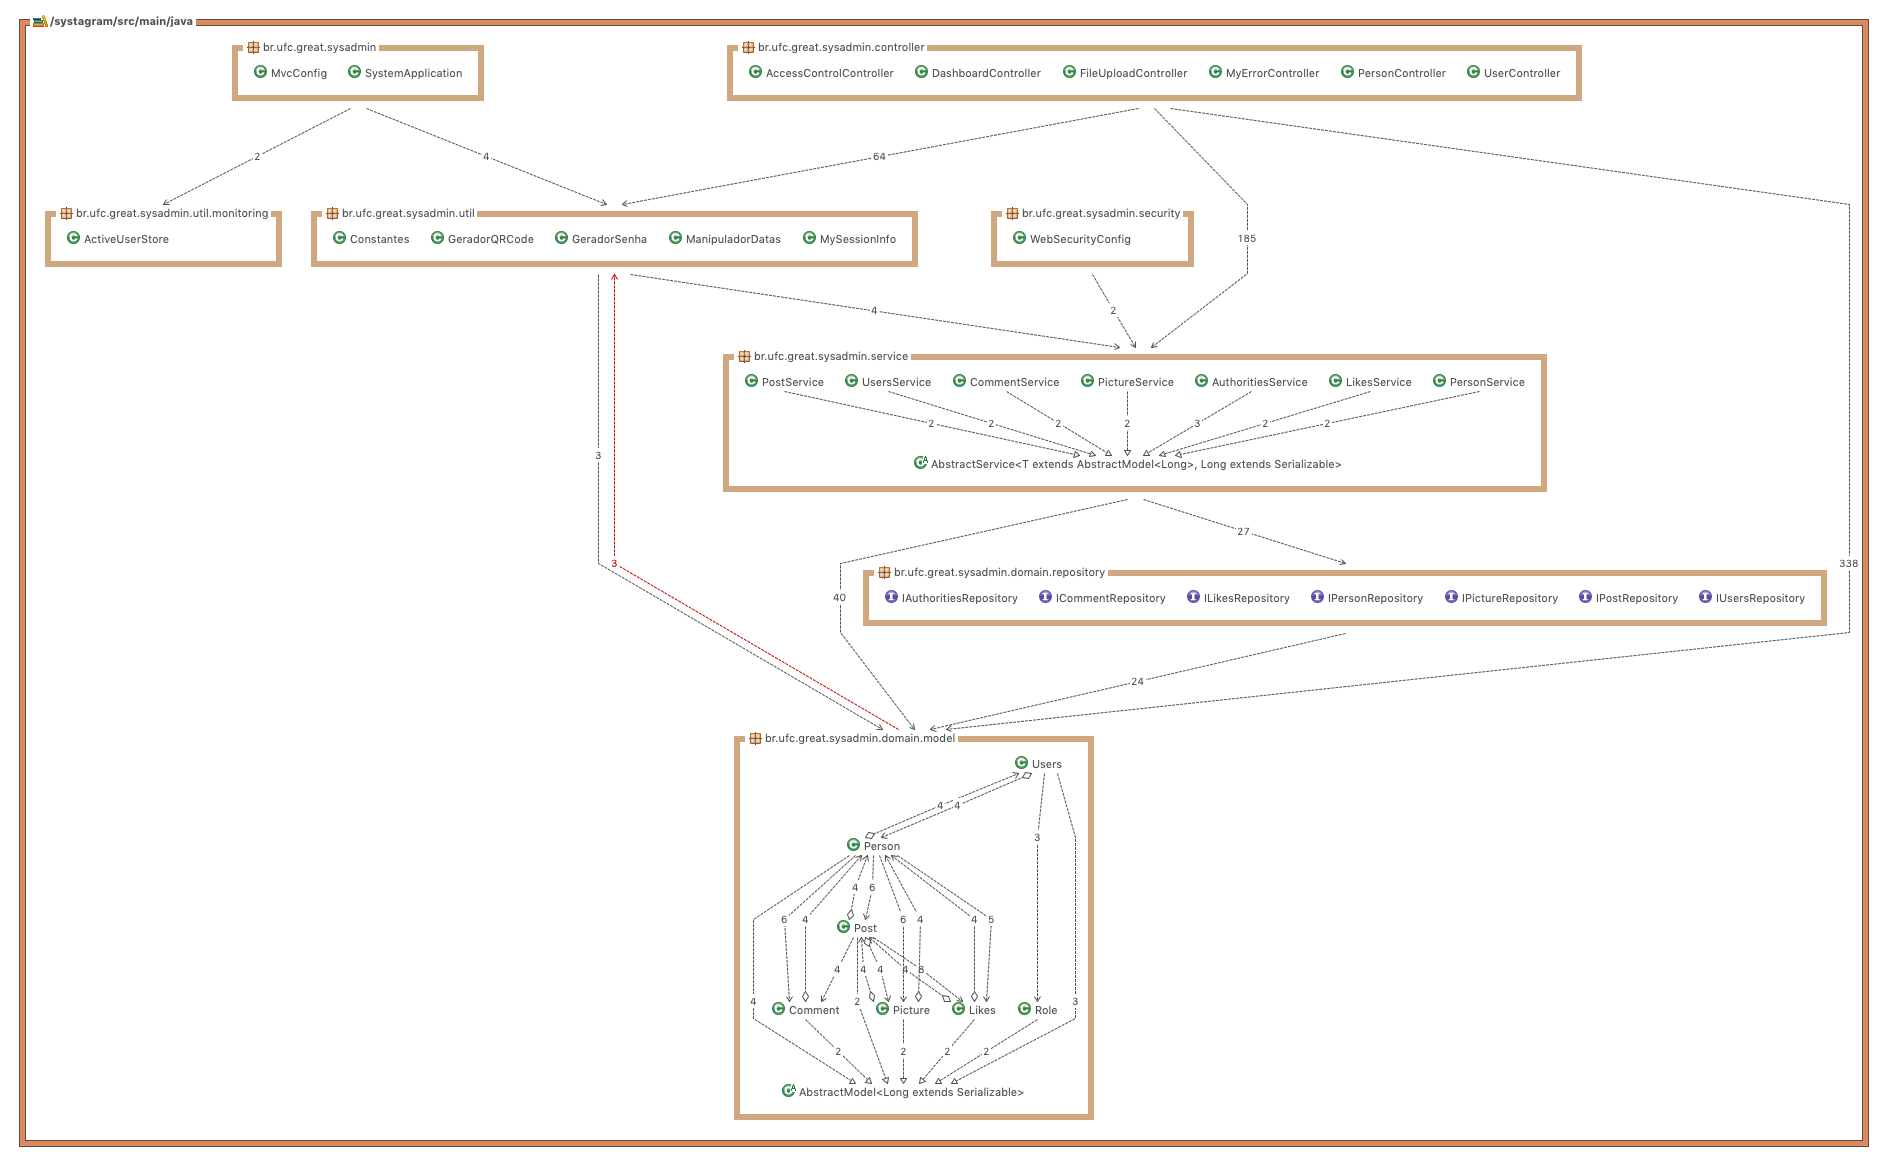 /systagram/src/main/java
br.ufc.great.sysadmin
MvcConfig SystemApplication
br.ufc.great.sysadmin.controller
AccessControlController DashboardController FileUploadController MyErrorController PersonController UserController
2 4 64
br.ufc.great.sysadmin.util.monitoring
ActiveUserStore
br.ufc.great.sysadmin.util
Constantes GeradorQRCode GeradorSenha ManipuladorDatas MySessionInfo
br.ufc.great.sysadmin.security
WebSecurityConfig
185
4 2
br.ufc.great.sysadmin.service
PostService UsersService CommentService PictureService AuthoritiesService LikesService PersonService
2 2 2 2 3 2 2
3
AbstractService<T extends AbstractModel<Long>, Long extends Serializable>
27
3 338
br.ufc.great.sysadmin.domain.repository
40
IAuthoritiesRepository ICommentRepository ILikesRepository IPersonRepository IPictureRepository IPostRepository IUsersRepository
24
br.ufc.great.sysadmin.domain.model
Users
4 4
3
Person
4 6
6 4 6 4 4 5
Post
4 4 4 4 8
4 2 3
Comment Picture Likes Role
2 2 2 2
AbstractModel<Long extends Serializable>